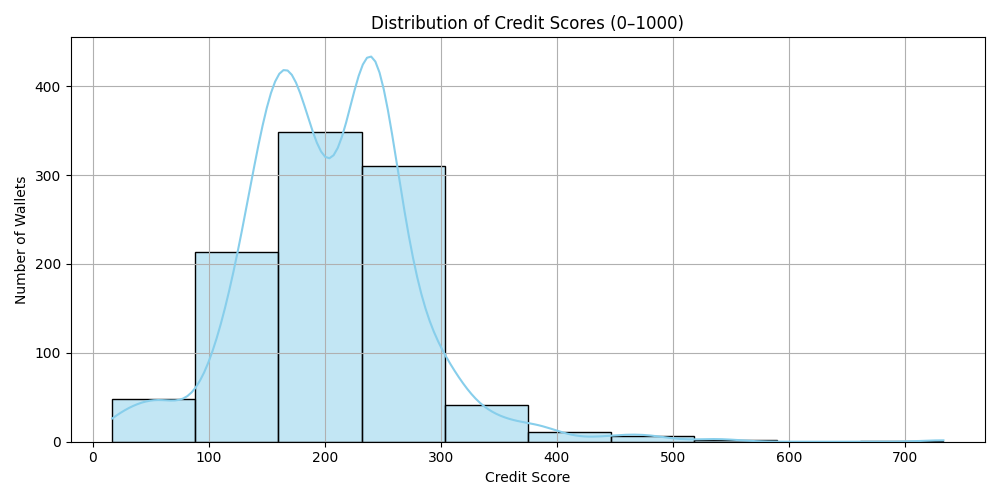 Distribution of Credit Scores (0–1000)
Number of Wallets
400
300
200
100
0
0 100 200 300 400 500 600 700
Credit Score